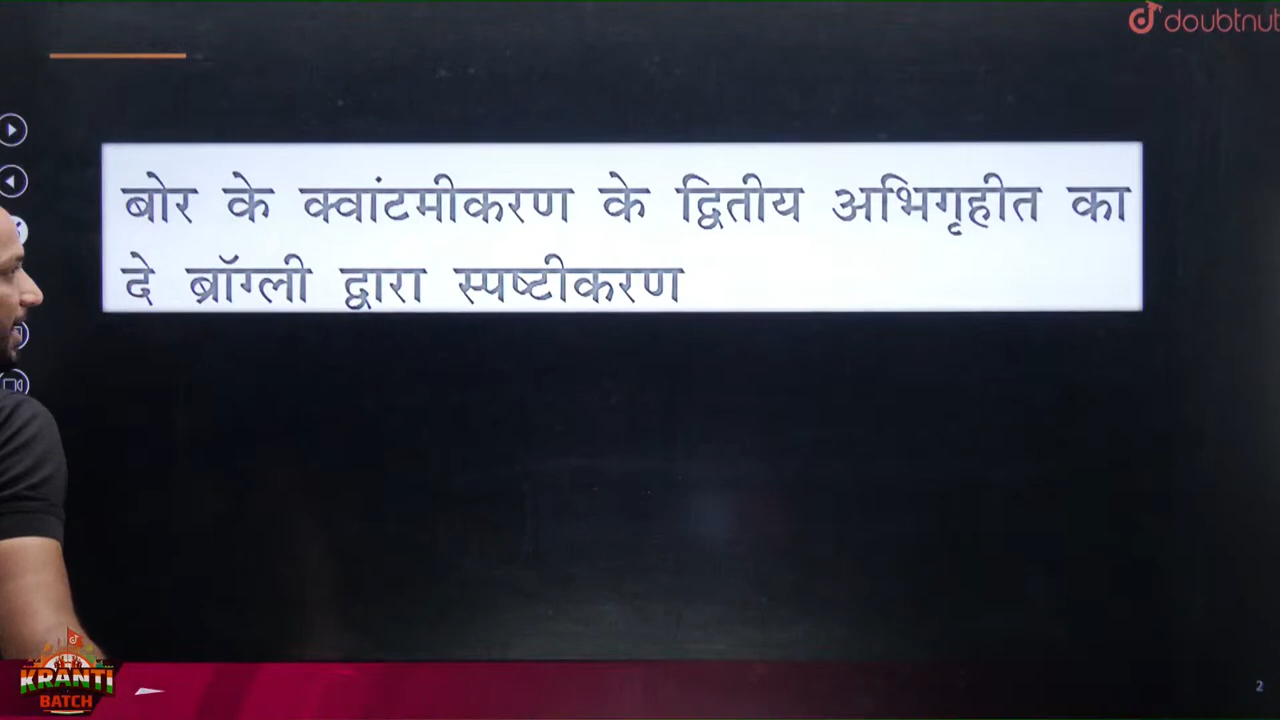 doubtnut
बोर के क्वांटमीकरण के द्वितीय अभिगृहीत का
दे ब्रॉग्ली द्वारा स्पष्टीकरण
KRANTI
BATCH
2